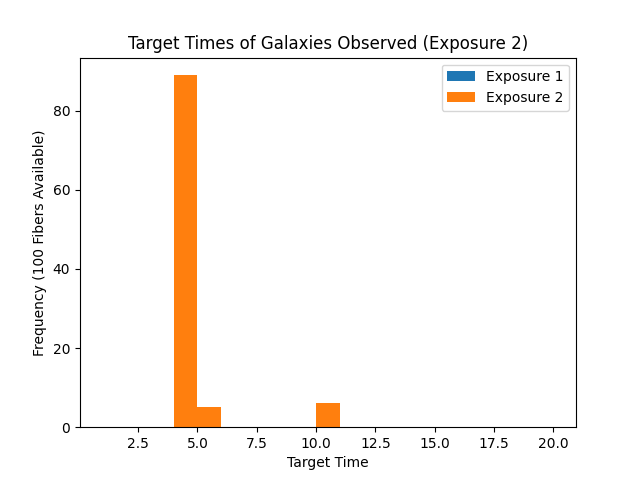 Target Times of Galaxies Observed (Exposure 2)
Exposure 1
Exposure 2
Frequency (100 Fibers Available)
80
60
40
20
0
2.5 5.0 7.5 10.0 12.5 15.0 17.5 20.0
Target Time